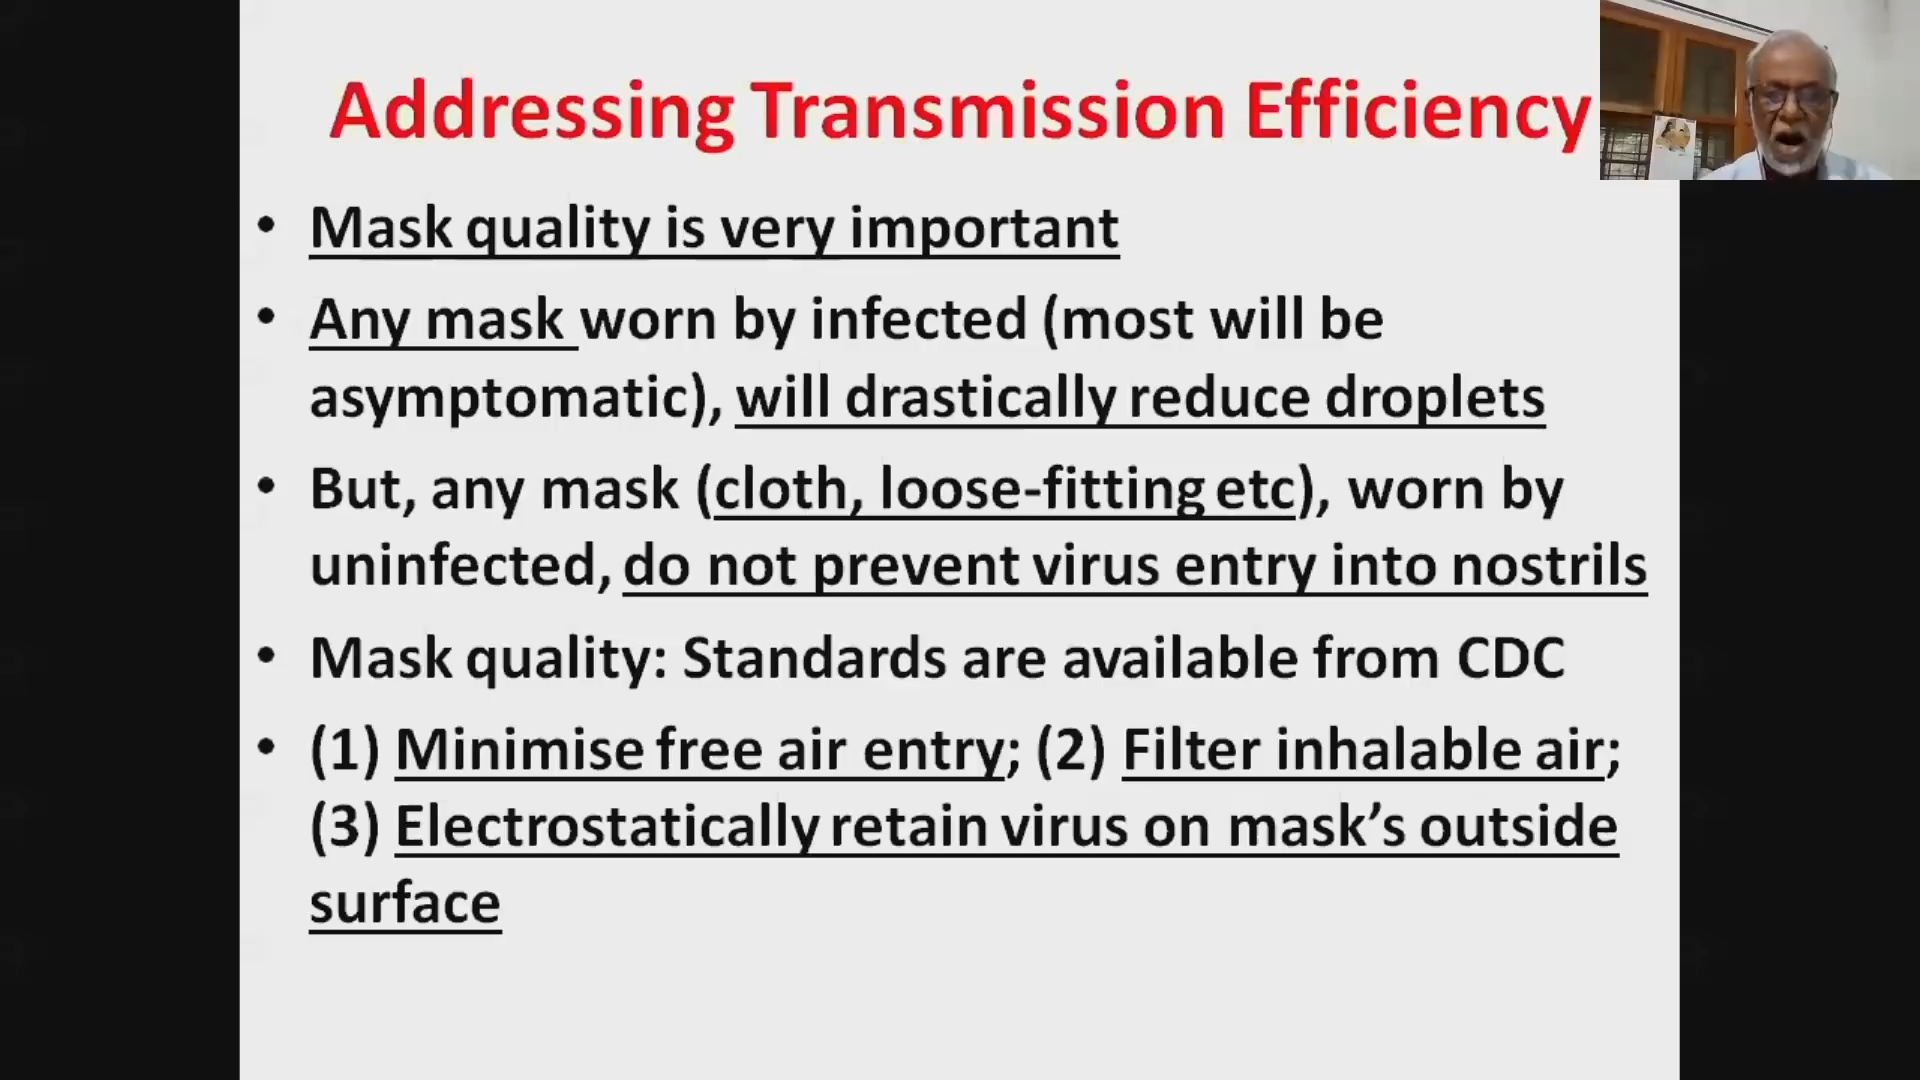 Addressing Transmission Efficiency
• Mask quality is very important
• Any mask worn by infected (most will be
asymptomatic), will drastically reduce droplets
• But, any mask (cloth, loose-fitting etc), worn by
uninfected, do not prevent virus entry into nostrils
• Mask quality: Standards are available from CDC
• (1) Minimise free air entry; (2) Filter inhalable air;
(3) Electrostatically retain virus on mask’s outside
surface